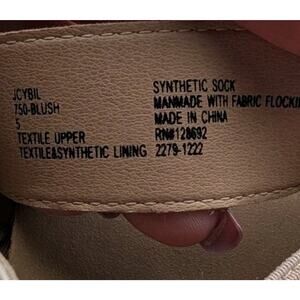 JCYBIL
750-BLUSH
5
TEXTILE UPPER
TEXTILE&SYNTHETIC LINING
SYNTHETIC SOCK
MANMADE WITH FABRIC FLOCKIN
MADE IN CHINA
RN#128692
2279-1222